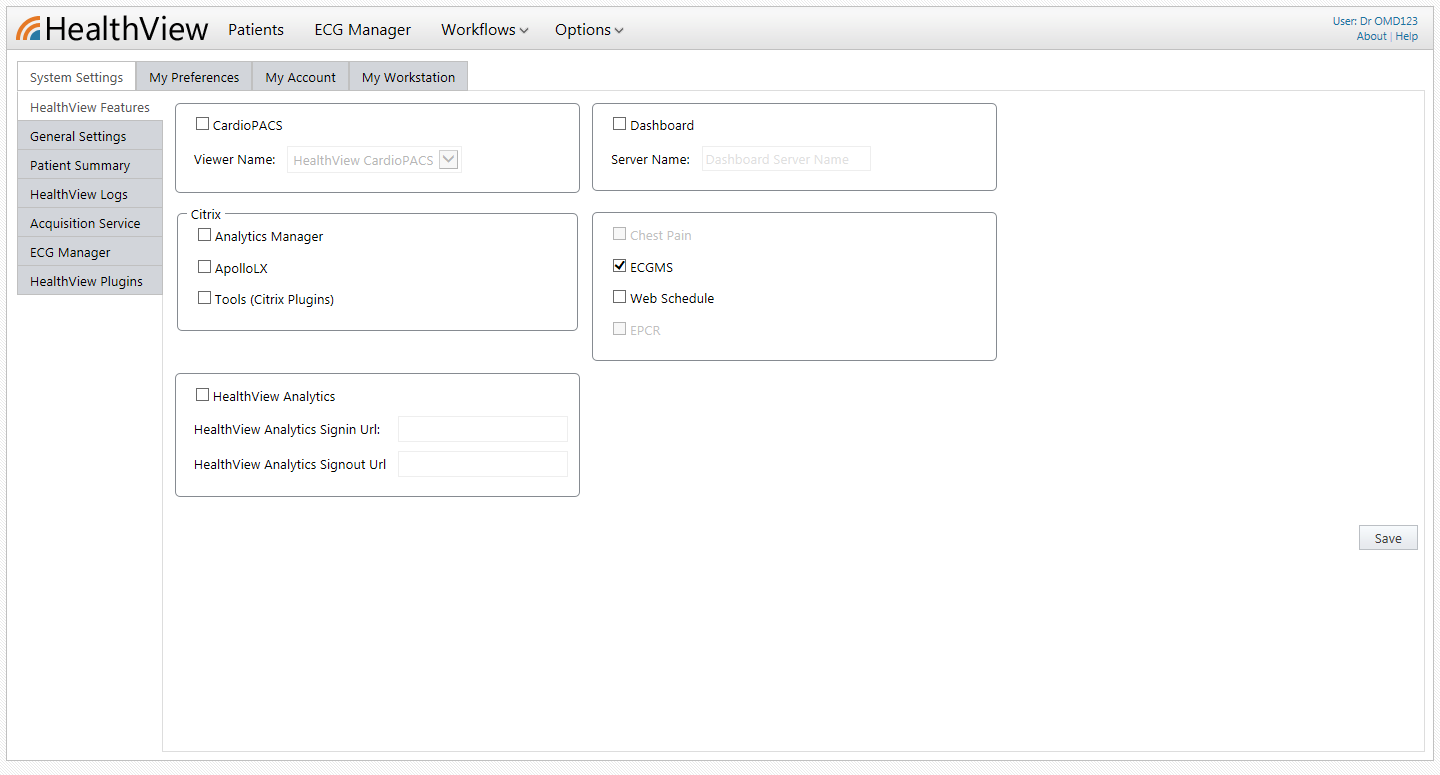 HealthView Patients ECG Manager Workflows Options
User: Dr OMD123
About | Help
System Settings My Preferences My Account My Workstation
HealthView Features
General Settings
Patient Summary
HealthView Logs
Acquisition Service
ECG Manager
HealthView Plugins
CardioPACS
Viewer Name: HealthView CardioPACS
Dashboard
Server Name: Dashboard Server Name
Citrix
Analytics Manager
ApolloLX
Tools (Citrix Plugins)
Chest Pain
ECGMS
Web Schedule
EPCR
HealthView Analytics
HealthView Analytics Signin Url:
HealthView Analytics Signout Url
Save